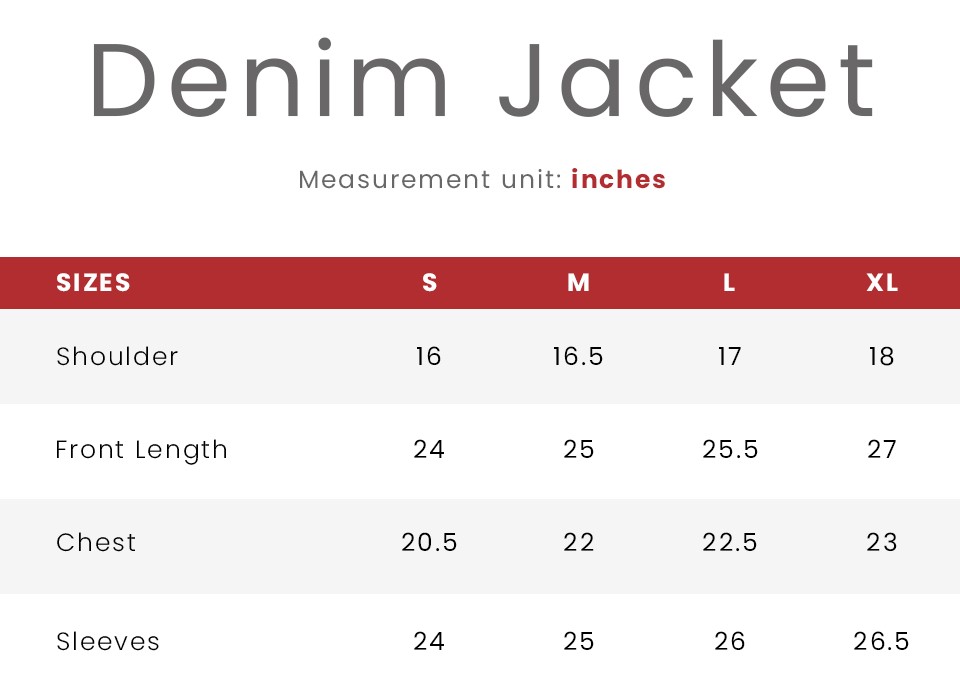 Denim Jacket
Measurement unit: inches
SIZES S M L XL
Shoulder 16 16.5 17 18
Front Length 24 25 25.5 27
Chest 20.5 22 22.5 23
Sleeves 24 25 26 26.5